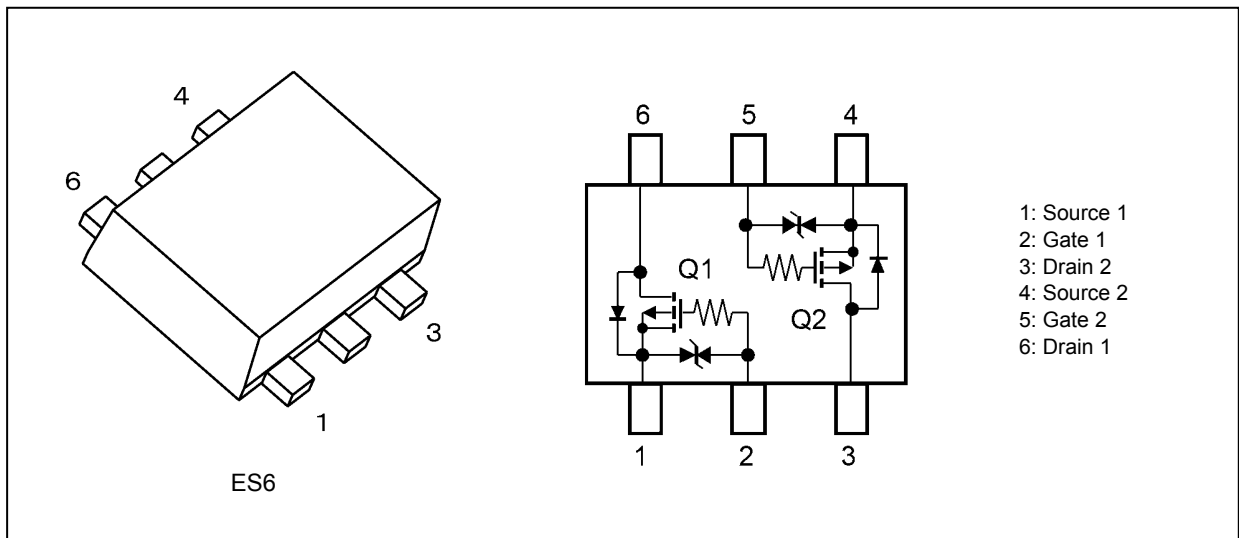 4
6
3
1
ES6
6 5 4
Q1
Q2
1 2 3
1: Source 1
2: Gate 1
3: Drain 2
4: Source 2
5: Gate 2
6: Drain 1